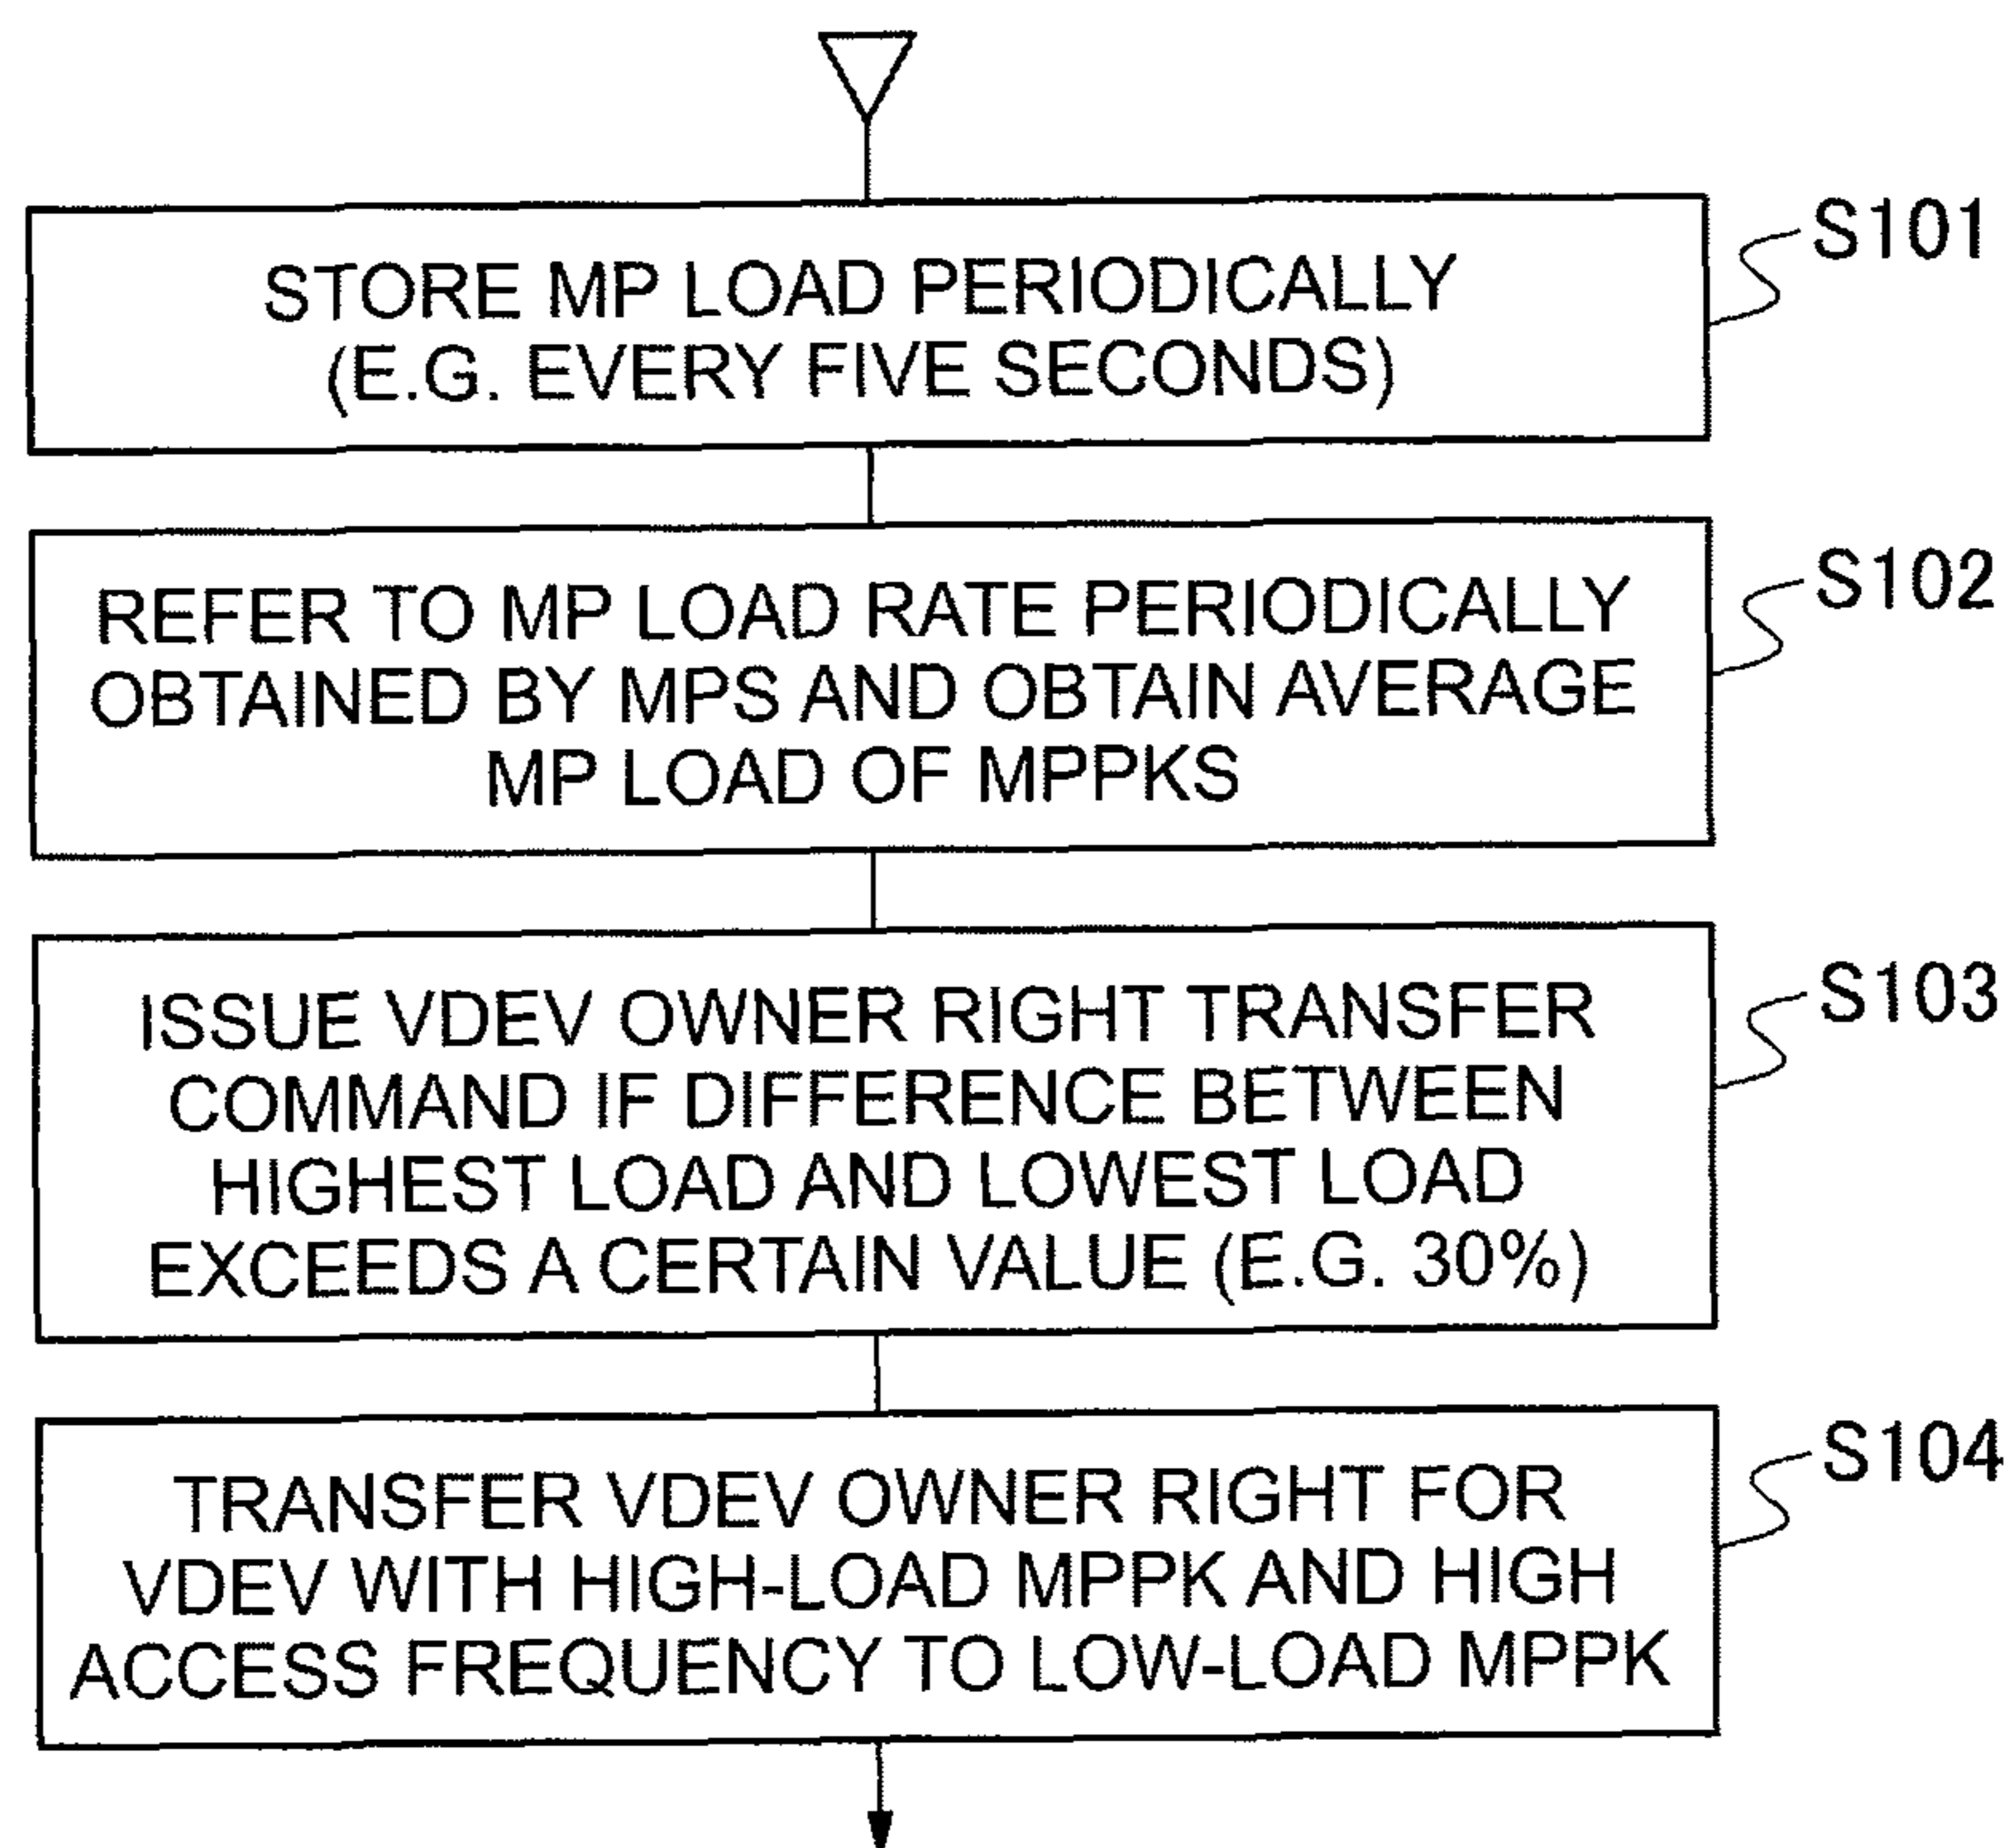 S101
STORE MP LOAD PERIODICALLY
(E.G. EVERY FIVE SECONDS)
S102
REFER TO MP LOAD RATE PERIODICALLY
OBTAINED BY MPS AND OBTAIN AVERAGE
MP LOAD OF MPPKS
S103
ISSUE VDEV OWNER RIGHT TRANSFER
COMMAND IF DIFFERENCE BETWEEN
HIGHEST LOAD AND LOWEST LOAD
EXCEEDS A CERTAIN VALUE (E.G. 30%)
S104
TRANSFER VDEV OWNER RIGHT FOR
VDEV WITH HIGH-LOAD MPPK AND HIGH
ACCESS FREQUENCY TO LOW-LOAD MPPK